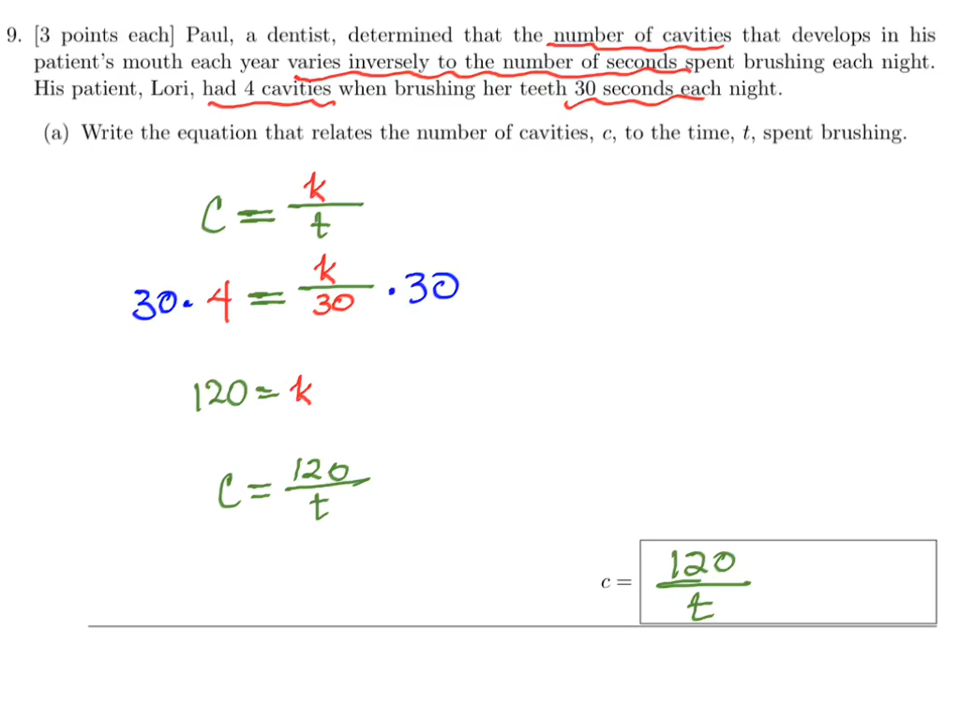 9. [3 points each] Paul, a dentist, determined that the number of cavities that develops in his
patient's mouth each year varies inversely to the number of seconds spent brushing each night.
His patient, Lori, had 4 cavities when brushing her teeth 30 seconds each night.
(a) Write the equation that relates the number of cavities, c, to the time, t, spent brushing.
C = k/t
30 · 4 = k/30 · 30
120 = k
C = 120/t
c = 120/t